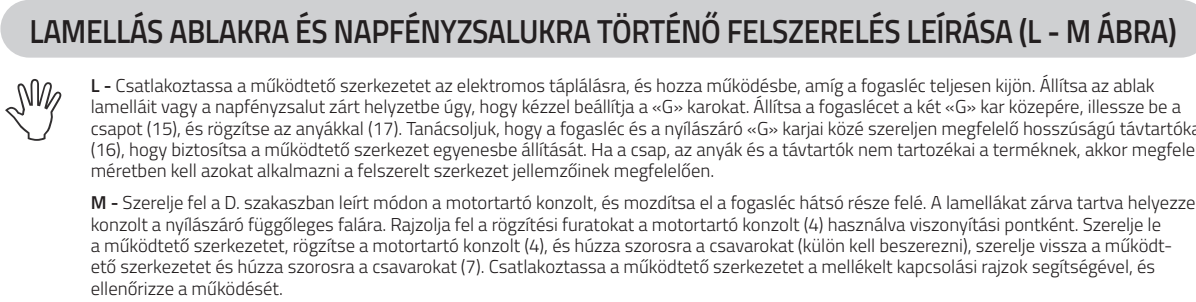 LAMELLÁS ABLAKRA ÉS NAPFÉNYZSALUKRA TÖRTÉNŐ FELSZERELÉS LEÍRÁSA (L - M ÁBRA)
L - Csatlakoztassa a működtető szerkezetet az elektromos táplálásra, és hozza működésbe, amíg a fogasléc teljesen kijön. Állítsa az ablak
lamelláit vagy a napfényzsalut zárt helyzetbe úgy, hogy kézzel beállítja a «G» karokat. Állítsa a fogaslécet a két «G» kar közepére, illessze be a
csapot (15), és rögzítse az anyákkal (17). Tanácsoljuk, hogy a fogasléc és a nyílászáró «G» karjai közé szereljen megfelelő hosszúságú távtartóka
(16), hogy biztosítsa a működtető szerkezet egyenesbe állítását. Ha a csap, az anyák és a távtartók nem tartozékai a terméknek, akkor megfele
méretben kell azokat alkalmazni a felszerelt szerkezet jellemzőinek megfelelően.
M - Szerelje fel a D. szakaszban leírt módon a motortartó konzolt, és mozdítsa el a fogasléc hátsó része felé. A lamellákat zárva tartva helyezze
konzolt a nyílászáró függőleges falára. Rajzolja fel a rögzítési furatokat a motortartó konzolt (4) használva viszonyítási pontként. Szerelje le
a működtető szerkezetet, rögzítse a motortartó konzolt (4), és húzza szorosra a csavarokat (külön kell beszerezni), szerelje vissza a működt-
ető szerkezetet és húzza szorosra a csavarokat (7). Csatlakoztassa a működtető szerkezetet a mellékelt kapcsolási rajzok segítségével, és
ellenőrizze a működését.